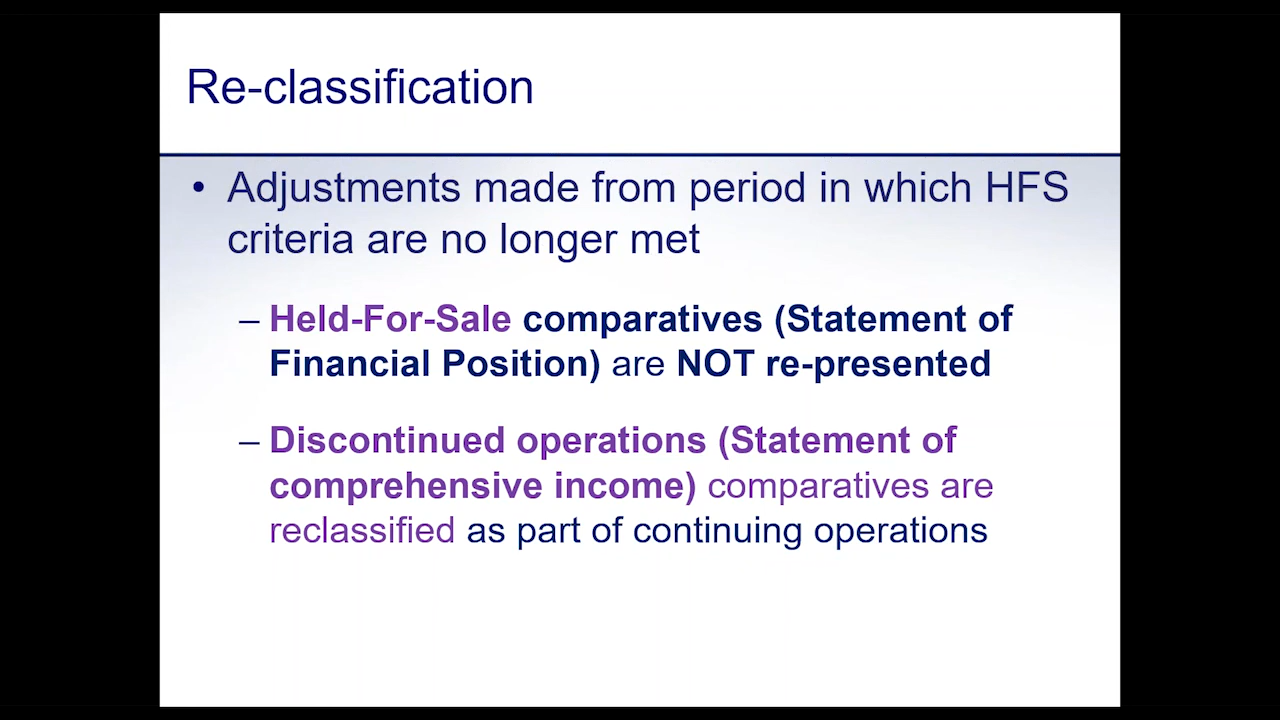 Re-classification
• Adjustments made from period in which HFS
criteria are no longer met
– Held-For-Sale comparatives (Statement of
Financial Position) are NOT re-presented
– Discontinued operations (Statement of
comprehensive income) comparatives are
reclassified as part of continuing operations